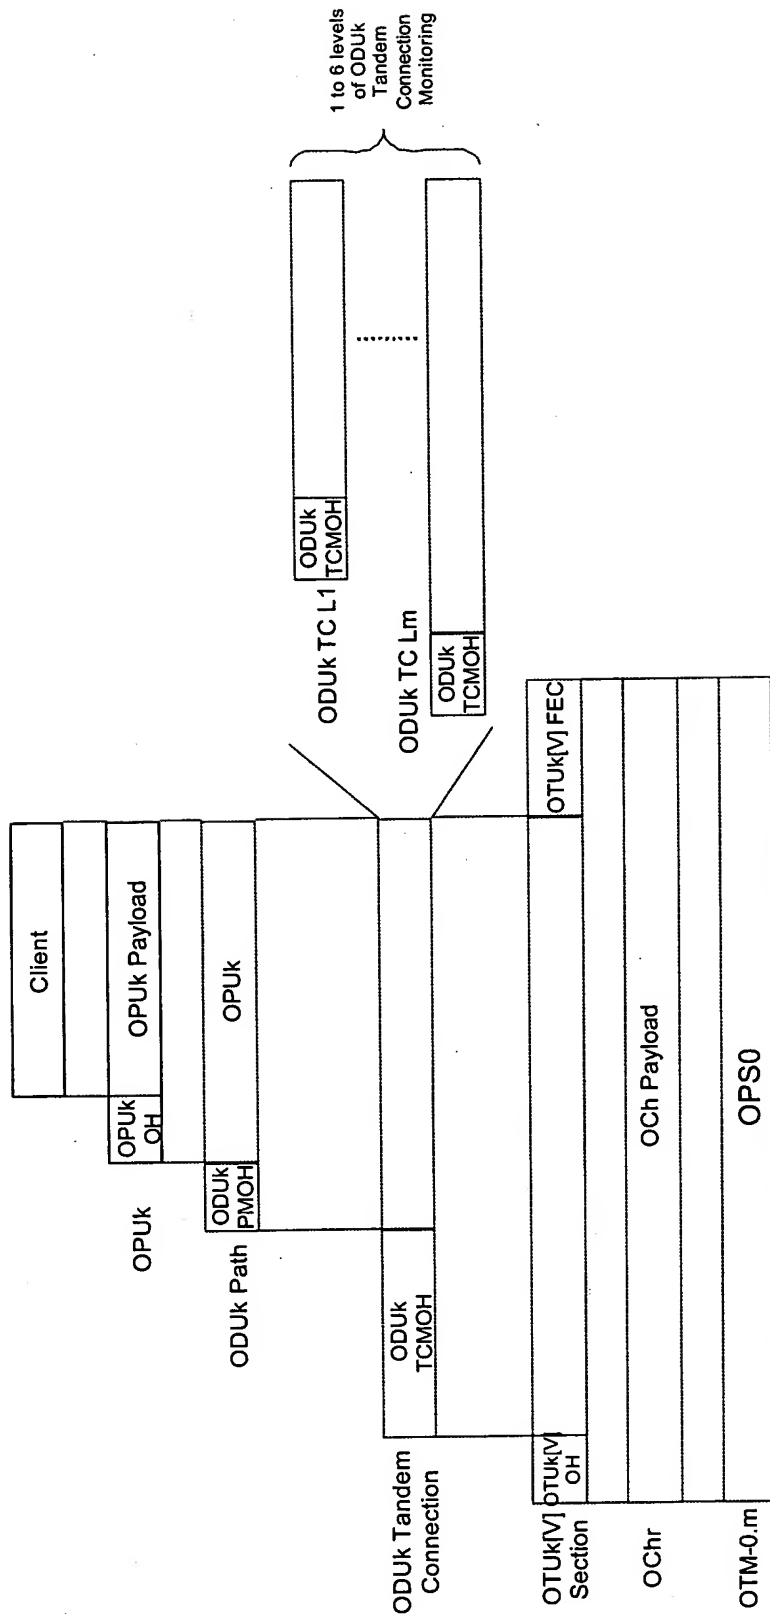 Client
OPUk
OPUk
OH
OPUk Payload
ODUk Path
ODUk
PMOH
OPUk
ODUk Tandem
Connection
ODUk
TCMOH
ODUk TC L1
ODUk
TCMOH
ODUk TC Lm
ODUk
TCMOH
1 to 6 levels
of ODUk
Tandem
Connection
Monitoring
OTUk[V]
Section
OTUk[V]
OH
OTUk[V] FEC
OChr
OCh Payload
OTM-0.m
OPS0